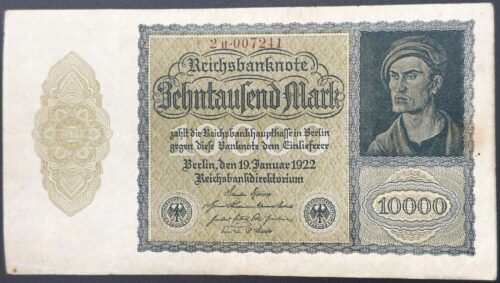 2H·007241
Reichsbanknote
Zehntausend Mark
zahlt die Reichsbankhauptkasse in Berlin
gegen diese Banknote dem Einlieferer
Berlin, den 19. Januar 1922
Reichsbankdirektorium
10000